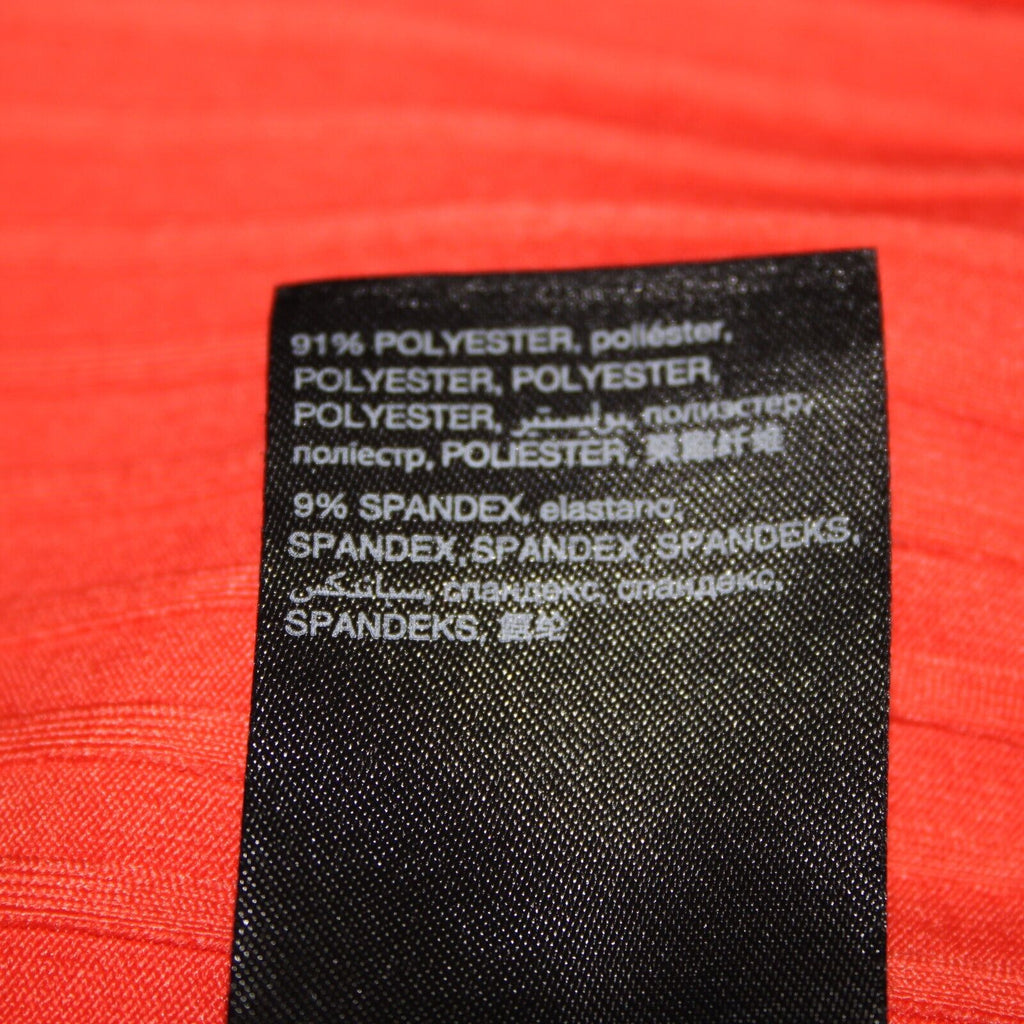 91% POLYESTER, poliéster,
POLYESTER, POLYESTER,
POLYESTER, بوليستير, полиэстер,
поліестр, POLIESTER, 聚酯纤维
9% SPANDEX, elastano,
SPANDEX, SPANDEX, SPANDEKS,
سباندكس, спандекс, спандекс,
SPANDEKS, 氨纶